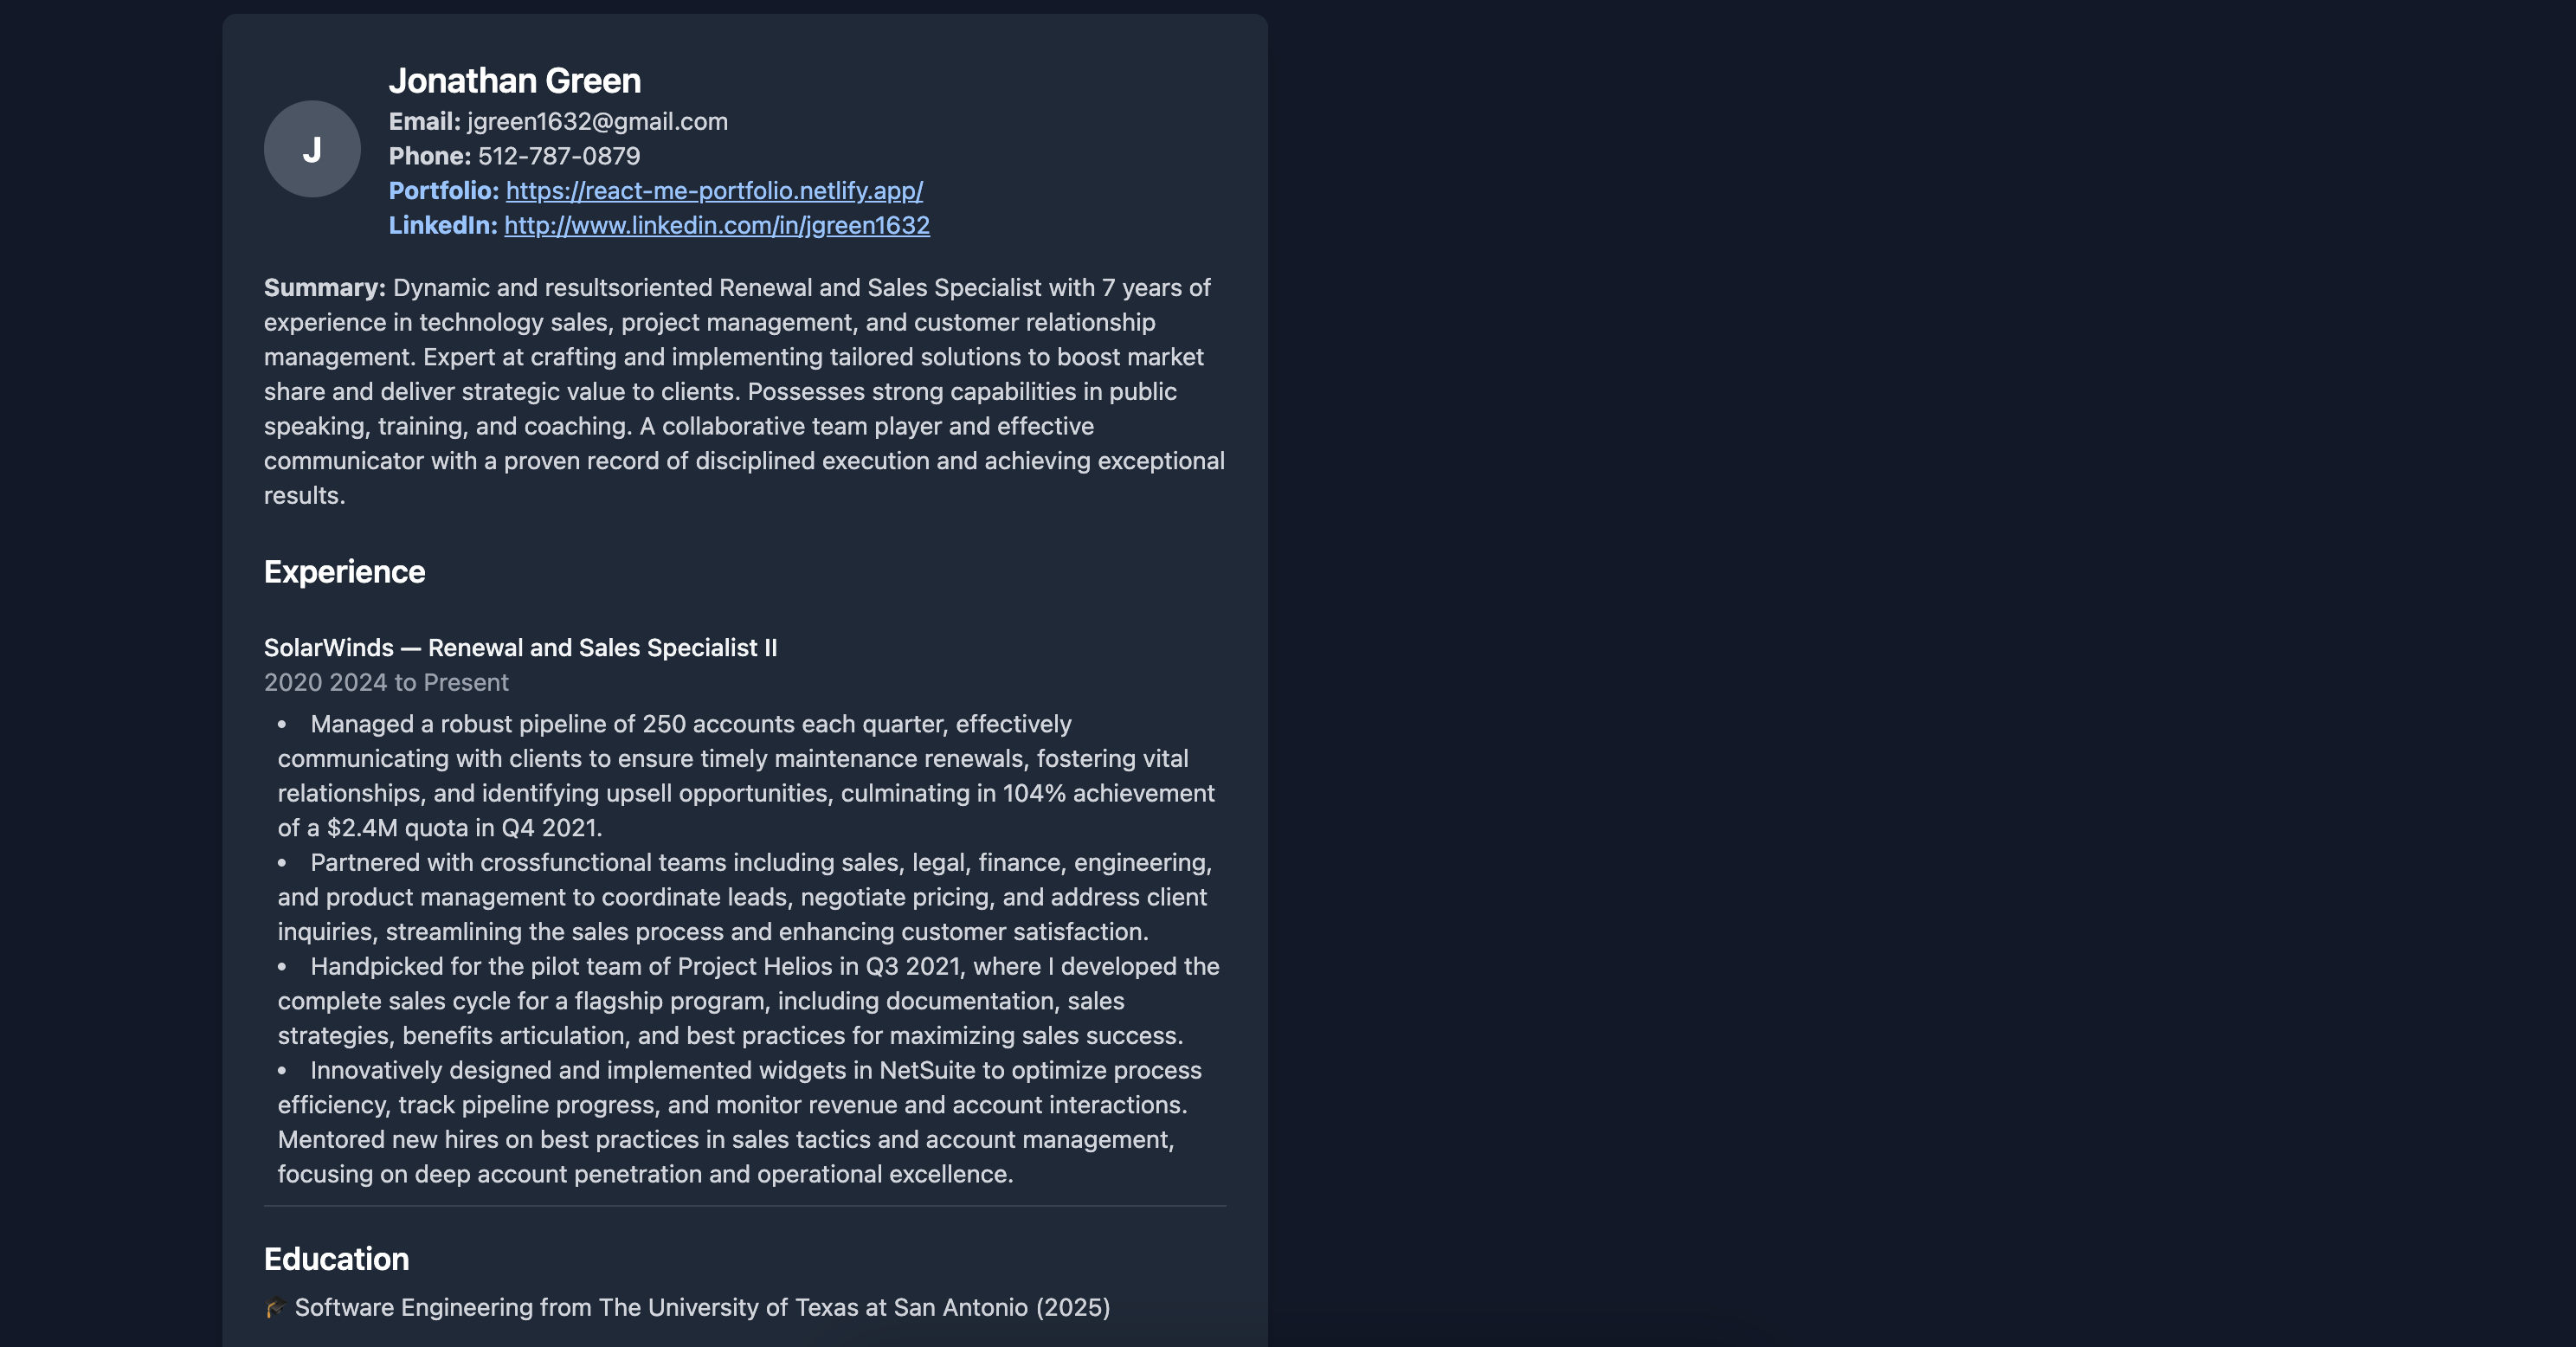 Jonathan Green
Email: jgreen1632@gmail.com
J
Phone: 512-787-0879
Portfolio: https://react-me-portfolio.netlify.app/
LinkedIn: http://www.linkedin.com/in/jgreen1632
Summary: Dynamic and resultsoriented Renewal and Sales Specialist with 7 years of
experience in technology sales, project management, and customer relationship
management. Expert at crafting and implementing tailored solutions to boost market
share and deliver strategic value to clients. Possesses strong capabilities in public
speaking, training, and coaching. A collaborative team player and effective
communicator with a proven record of disciplined execution and achieving exceptional
results.
Experience
SolarWinds — Renewal and Sales Specialist II
2020 2024 to Present
• Managed a robust pipeline of 250 accounts each quarter, effectively
communicating with clients to ensure timely maintenance renewals, fostering vital
relationships, and identifying upsell opportunities, culminating in 104% achievement
of a $2.4M quota in Q4 2021.
• Partnered with crossfunctional teams including sales, legal, finance, engineering,
and product management to coordinate leads, negotiate pricing, and address client
inquiries, streamlining the sales process and enhancing customer satisfaction.
• Handpicked for the pilot team of Project Helios in Q3 2021, where I developed the
complete sales cycle for a flagship program, including documentation, sales
strategies, benefits articulation, and best practices for maximizing sales success.
• Innovatively designed and implemented widgets in NetSuite to optimize process
efficiency, track pipeline progress, and monitor revenue and account interactions.
Mentored new hires on best practices in sales tactics and account management,
focusing on deep account penetration and operational excellence.
Education
🎓 Software Engineering from The University of Texas at San Antonio (2025)